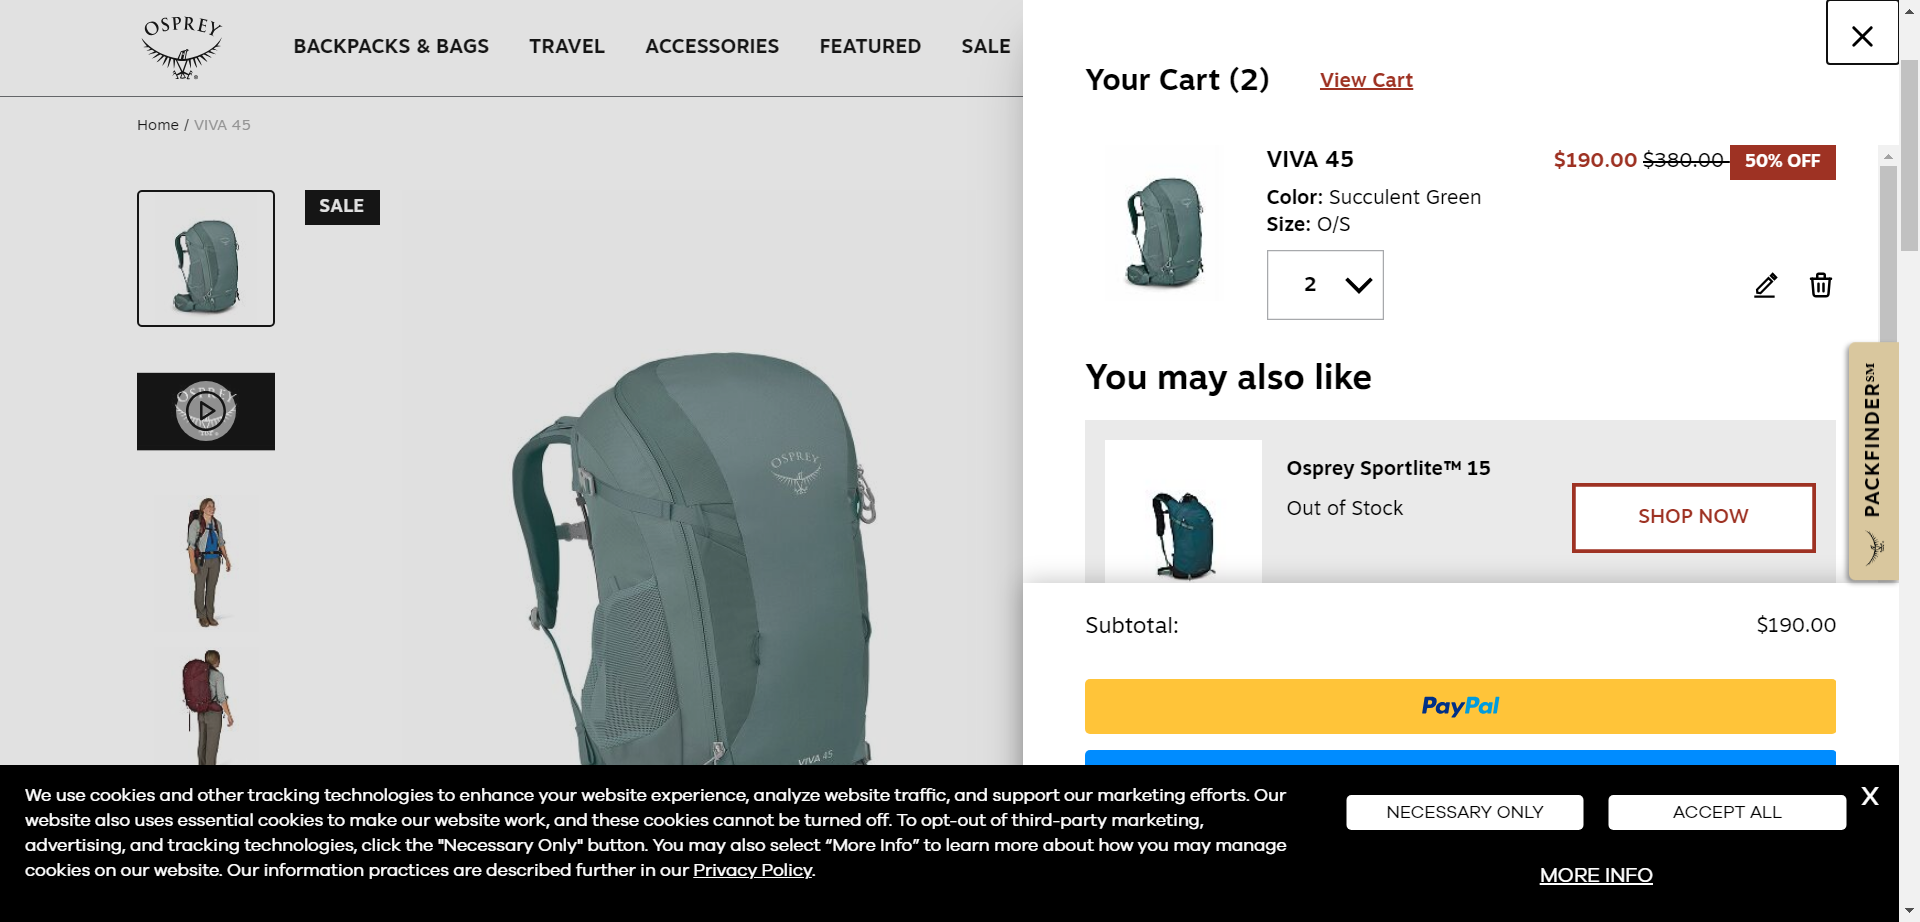 OSPREY
BACKPACKS & BAGS TRAVEL ACCESSORIES FEATURED SALE
Home / VIVA 45
SALE
OSPREY
OSPREY
VIVA 45
Your Cart (2) View Cart
VIVA 45 $190.00 $380.00 50% OFF
Color: Succulent Green
Size: O/S
2
You may also like
Osprey Sportlite™ 15
Out of Stock
SHOP NOW
PACKFINDER℠
Subtotal: $190.00
PayPal
We use cookies and other tracking technologies to enhance your website experience, analyze website traffic, and support our marketing efforts. Our
website also uses essential cookies to make our website work, and these cookies cannot be turned off. To opt-out of third-party marketing,
advertising, and tracking technologies, click the "Necessary Only" button. You may also select “More Info” to learn more about how you may manage
cookies on our website. Our information practices are described further in our Privacy Policy.
NECESSARY ONLY ACCEPT ALL X
MORE INFO